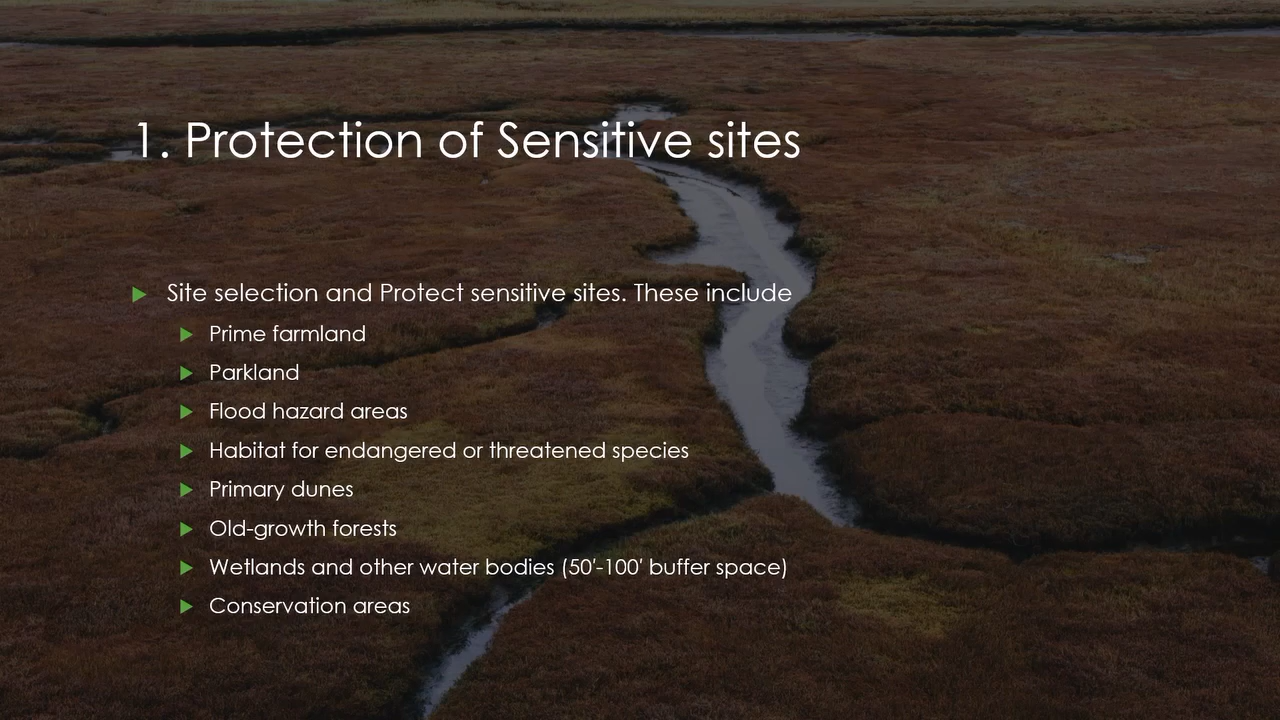 1. Protection of Sensitive sites
Site selection and Protect sensitive sites. These include
Prime farmland
Parkland
Flood hazard areas
Habitat for endangered or threatened species
Primary dunes
Old-growth forests
Wetlands and other water bodies (50′-100′ buffer space)
Conservation areas